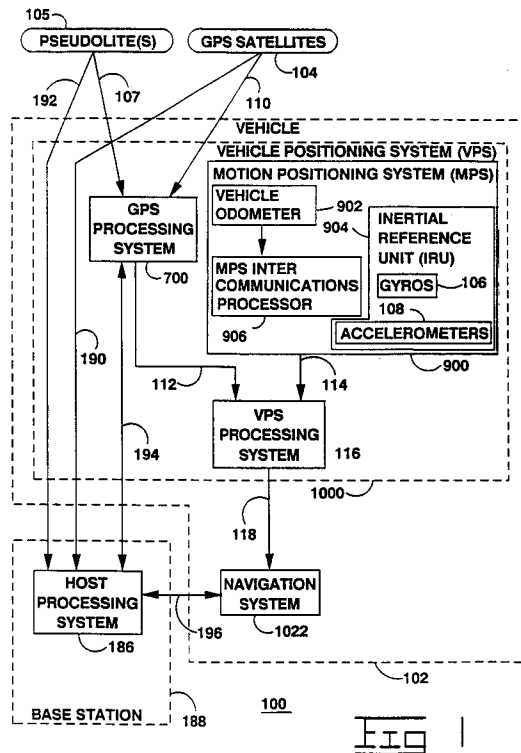 105
PSEUDOLITE(S)
GPS SATELLITES
104
192
107
110
VEHICLE
VEHICLE POSITIONING SYSTEM (VPS)
MOTION POSITIONING SYSTEM (MPS)
VEHICLE
ODOMETER
902
904
GPS
PROCESSING
SYSTEM
700
INERTIAL
REFERENCE
UNIT (IRU)
GYROS
106
MPS INTER
COMMUNICATIONS
PROCESSOR
906
108
ACCELEROMETERS
900
190
112
114
194
VPS
PROCESSING
SYSTEM
116
1000
118
HOST
PROCESSING
SYSTEM
186
196
NAVIGATION
SYSTEM
1022
102
BASE STATION
188
100
Fig 1